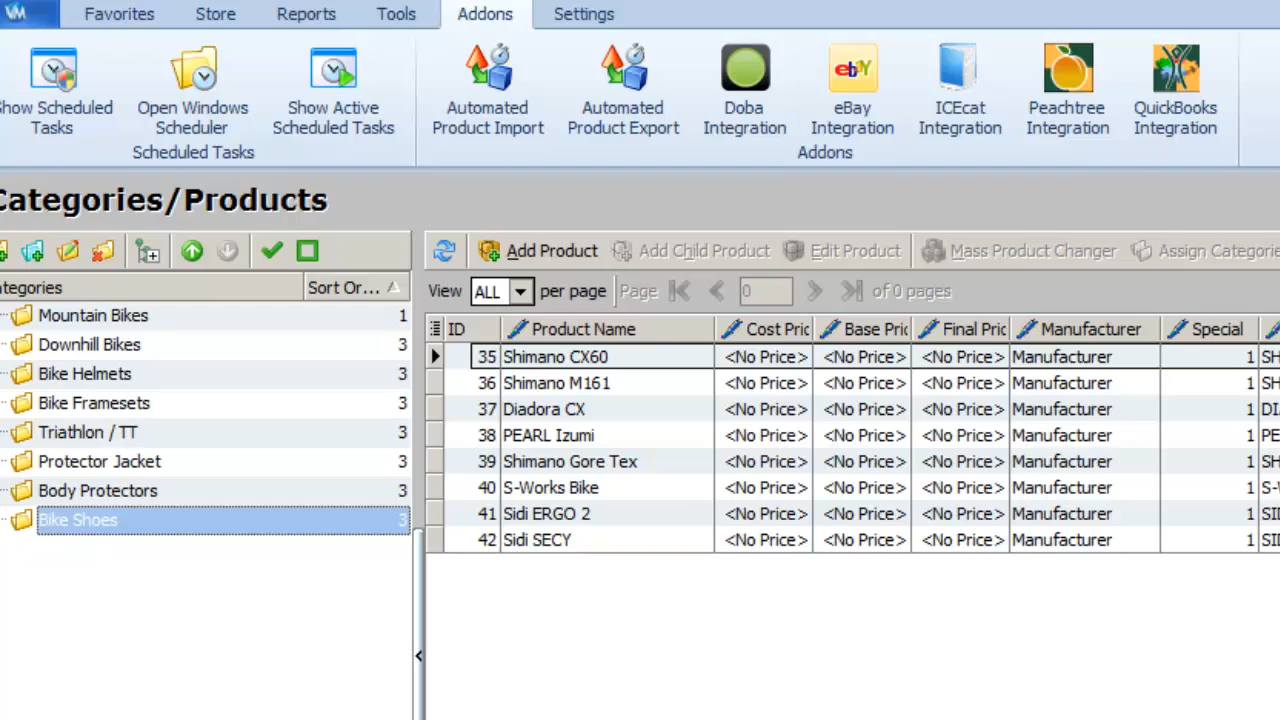 VM Favorites Store Reports Tools Addons Settings
how Scheduled Tasks
Open Windows Scheduler
Show Active Scheduled Tasks
Scheduled Tasks
Automated Product Import
Automated Product Export
Doba Integration
eBay Integration
ICEcat Integration
Peachtree Integration
QuickBooks Integration
Addons
Categories/Products
Add Product Add Child Product Edit Product Mass Product Changer Assign Categorie
View ALL per page Page 0 of 0 pages
ategories Sort Or...
Mountain Bikes 1
Downhill Bikes 3
Bike Helmets 3
Bike Framesets 3
Triathlon / TT 3
Protector Jacket 3
Body Protectors 3
Bike Shoes 3
ID Product Name Cost Pric Base Pric Final Pric Manufacturer Special
35 Shimano CX60 <No Price> <No Price> <No Price> Manufacturer 1 SH
36 Shimano M161 <No Price> <No Price> <No Price> Manufacturer 1 SH
37 Diadora CX <No Price> <No Price> <No Price> Manufacturer 1 DI
38 PEARL Izumi <No Price> <No Price> <No Price> Manufacturer 1 PE
39 Shimano Gore Tex <No Price> <No Price> <No Price> Manufacturer 1 SH
40 S-Works Bike <No Price> <No Price> <No Price> Manufacturer 1 S-V
41 Sidi ERGO 2 <No Price> <No Price> <No Price> Manufacturer 1 SID
42 Sidi SECY <No Price> <No Price> <No Price> Manufacturer 1 SID